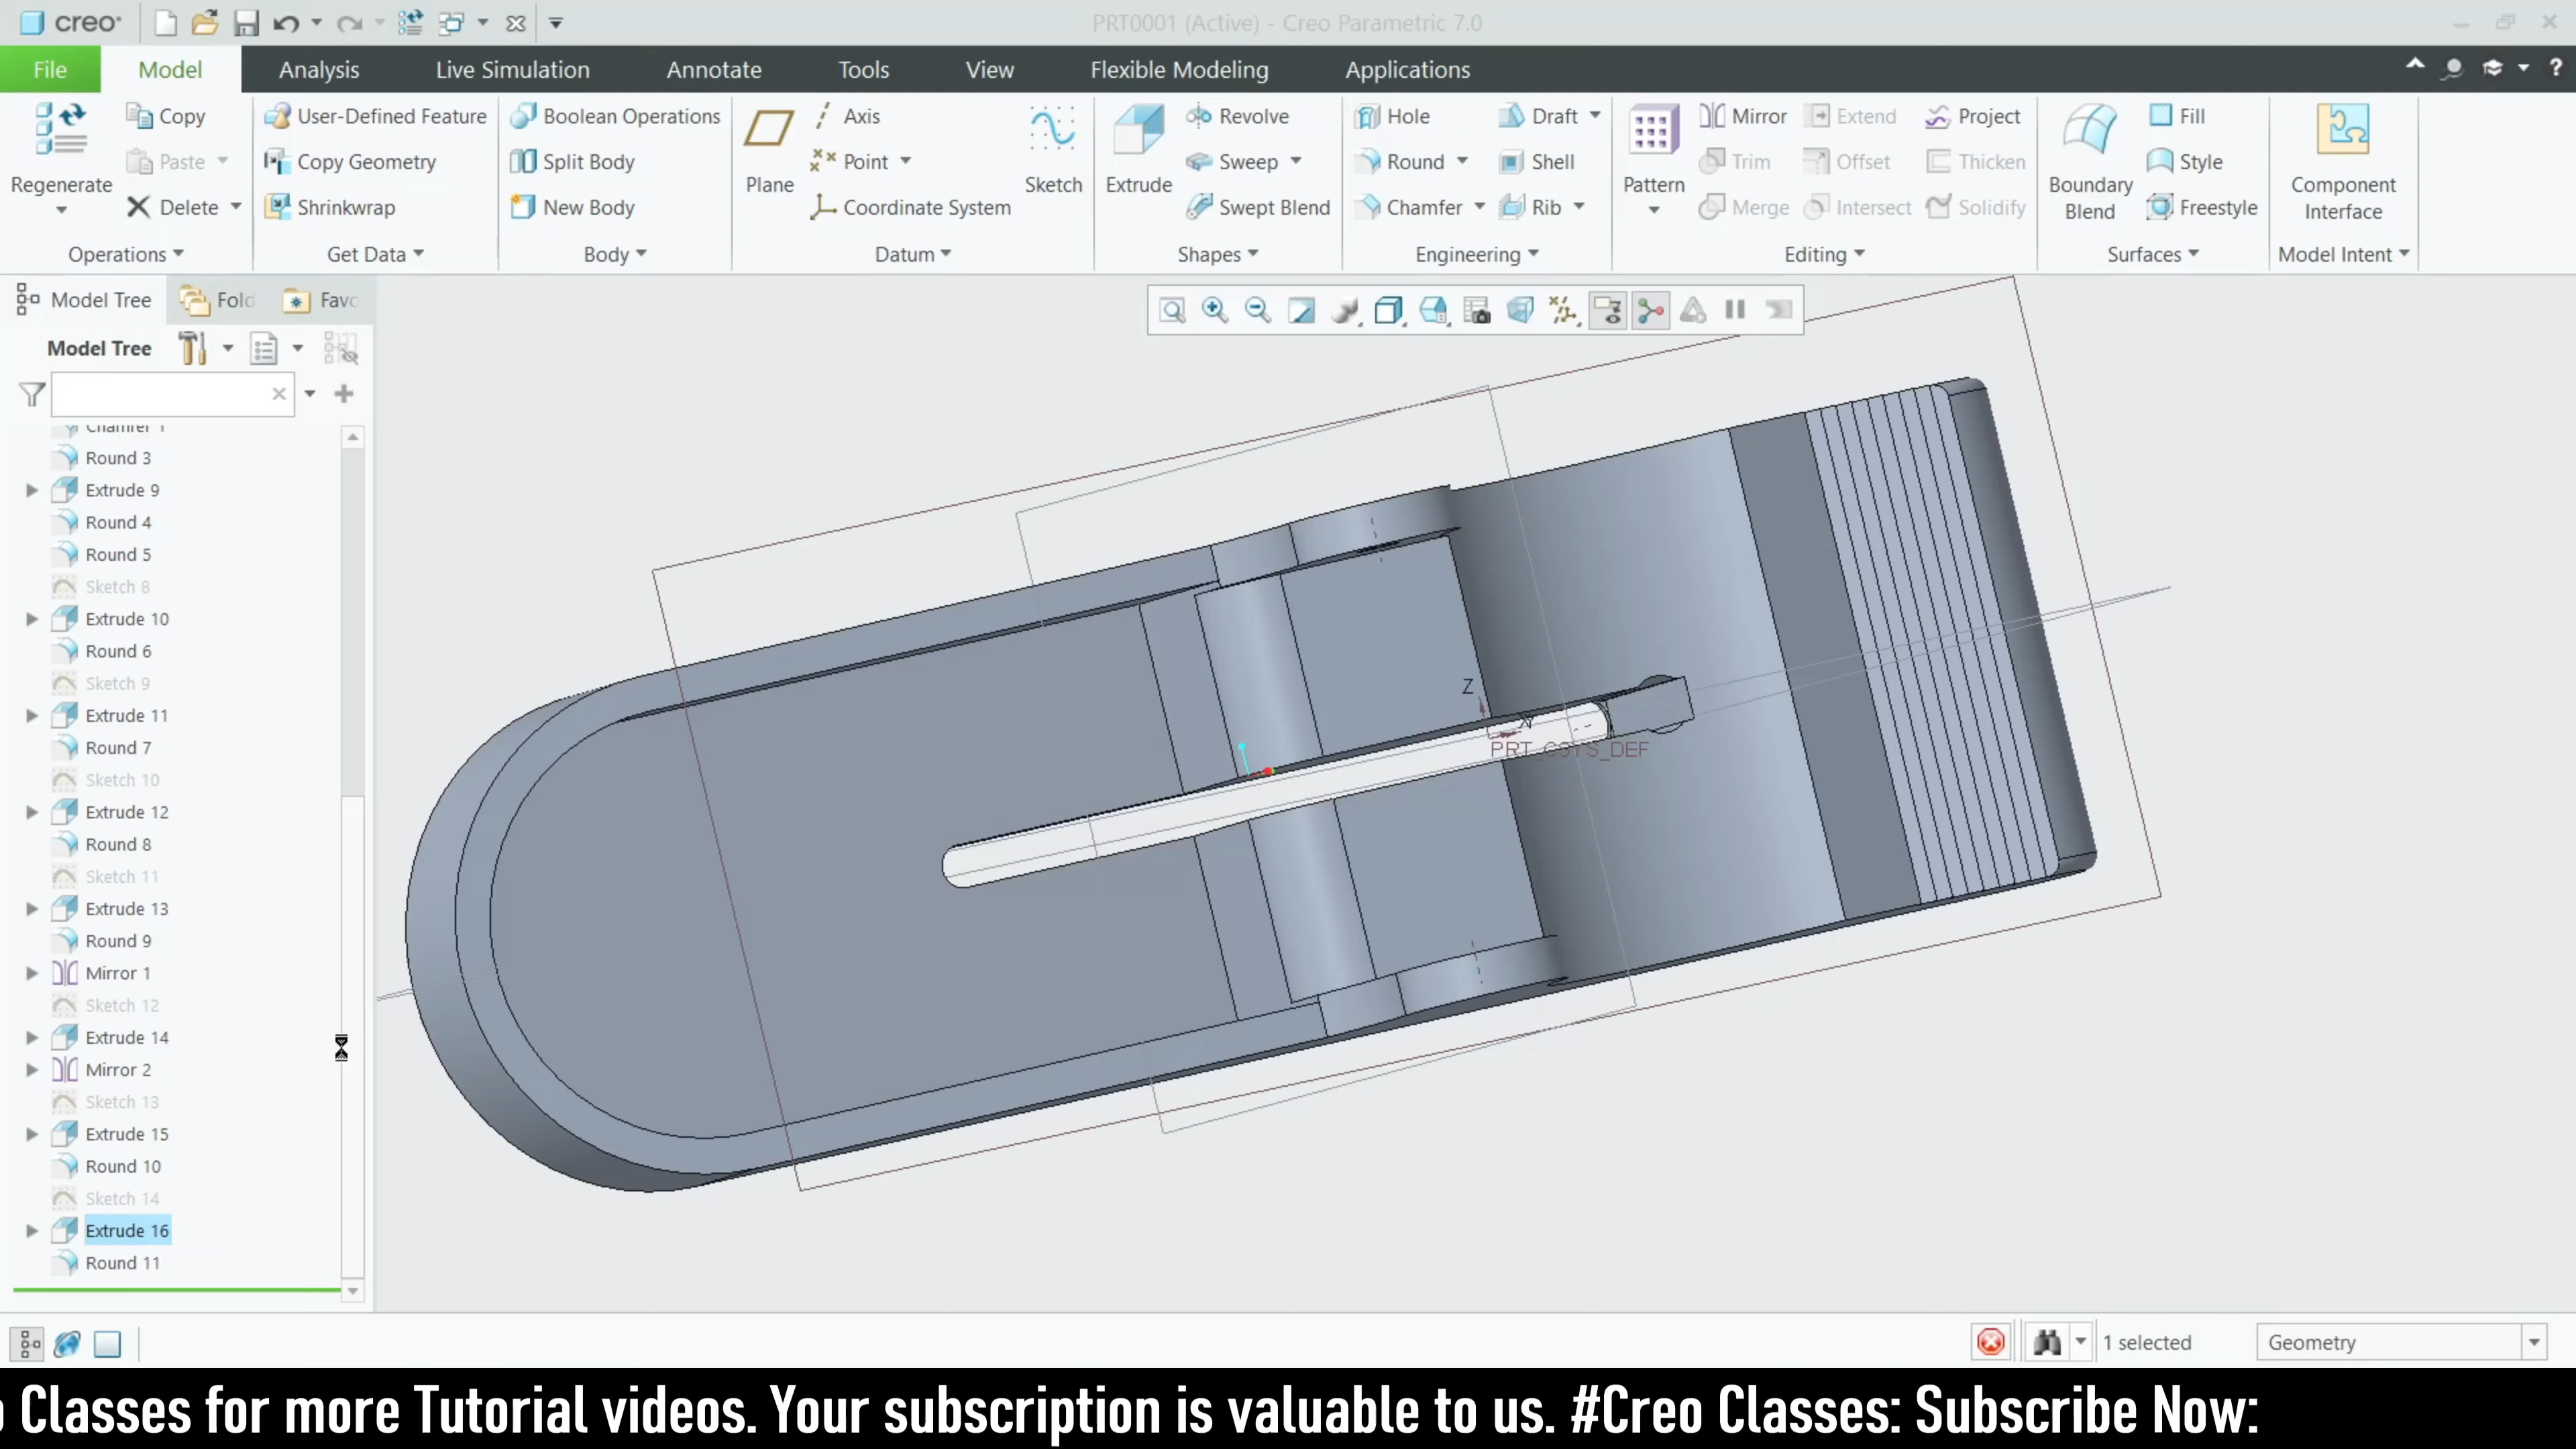 creo
PRT0001 (Active) - Creo Parametric 7.0
File Model Analysis Live Simulation Annotate Tools View Flexible Modeling Applications
Regenerate
Copy
Paste
Delete
Operations
User-Defined Feature
Copy Geometry
Shrinkwrap
Get Data
Boolean Operations
Split Body
New Body
Body
Plane
Axis
Point
Coordinate System
Sketch
Datum
Extrude
Revolve
Sweep
Swept Blend
Shapes
Hole
Round
Chamfer
Draft
Shell
Rib
Engineering
Pattern
Mirror
Trim
Merge
Extend
Offset
Intersect
Project
Thicken
Solidify
Editing
Boundary
Blend
Fill
Style
Freestyle
Surfaces
Component
Interface
Model Intent
Model Tree Fold Favo
Model Tree
Chamfer 1
Round 3
Extrude 9
Round 4
Round 5
Sketch 8
Extrude 10
Round 6
Sketch 9
Extrude 11
Round 7
Sketch 10
Extrude 12
Round 8
Sketch 11
Extrude 13
Round 9
Mirror 1
Sketch 12
Extrude 14
Mirror 2
Sketch 13
Extrude 15
Round 10
Sketch 14
Extrude 16
Round 11
Z
X
PRT_CSYS_DEF
1 selected
Geometry
o Classes for more Tutorial videos. Your subscription is valuable to us. #Creo Classes: Subscribe Now: